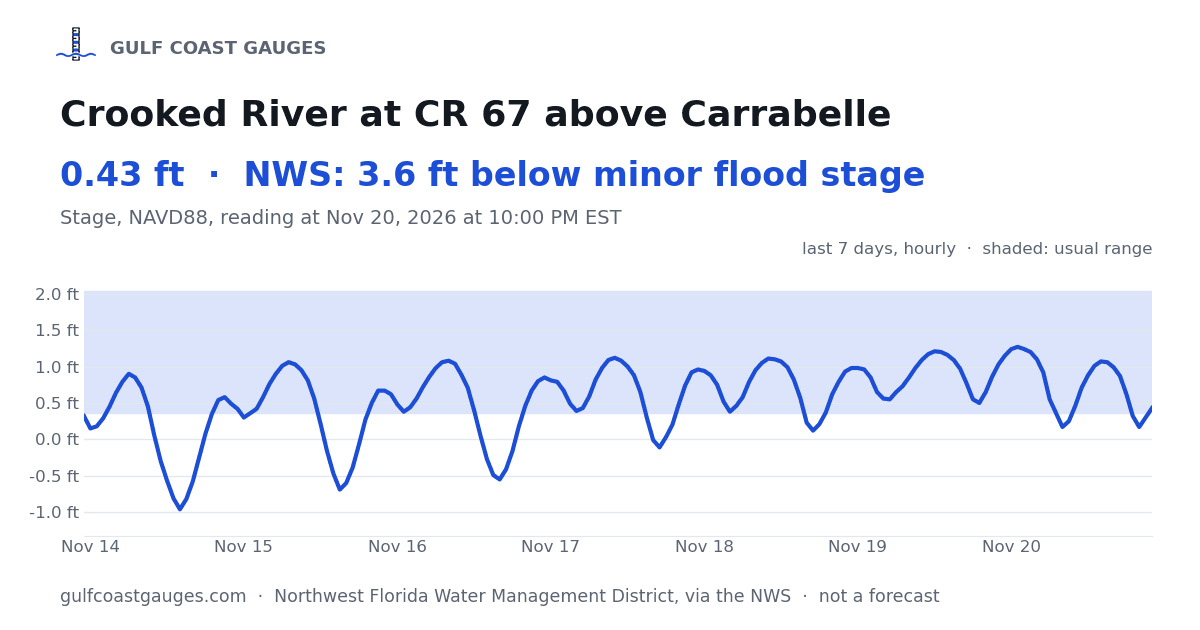 GULF COAST GAUGES
Crooked River at CR 67 above Carrabelle
0.43 ft · NWS: 3.6 ft below minor flood stage
Stage, NAVD88, reading at Nov 20, 2026 at 10:00 PM EST
last 7 days, hourly · shaded: usual range
2.0 ft
1.5 ft
1.0 ft
0.5 ft
0.0 ft
-0.5 ft
-1.0 ft
Nov 14 Nov 15 Nov 16 Nov 17 Nov 18 Nov 19 Nov 20
gulfcoastgauges.com · Northwest Florida Water Management District, via the NWS · not a forecast